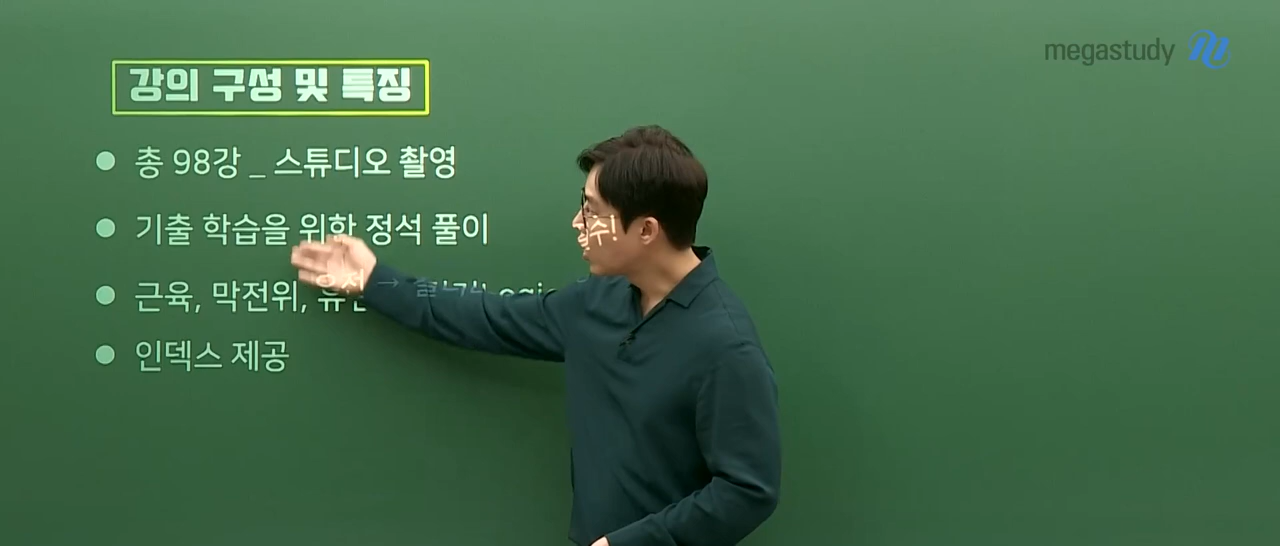 megastudy
강의 구성 및 특징
총 98강 _ 스튜디오 촬영
기출 학습을 위한 정석 풀이
근육, 막전위, 유전 →
인덱스 제공